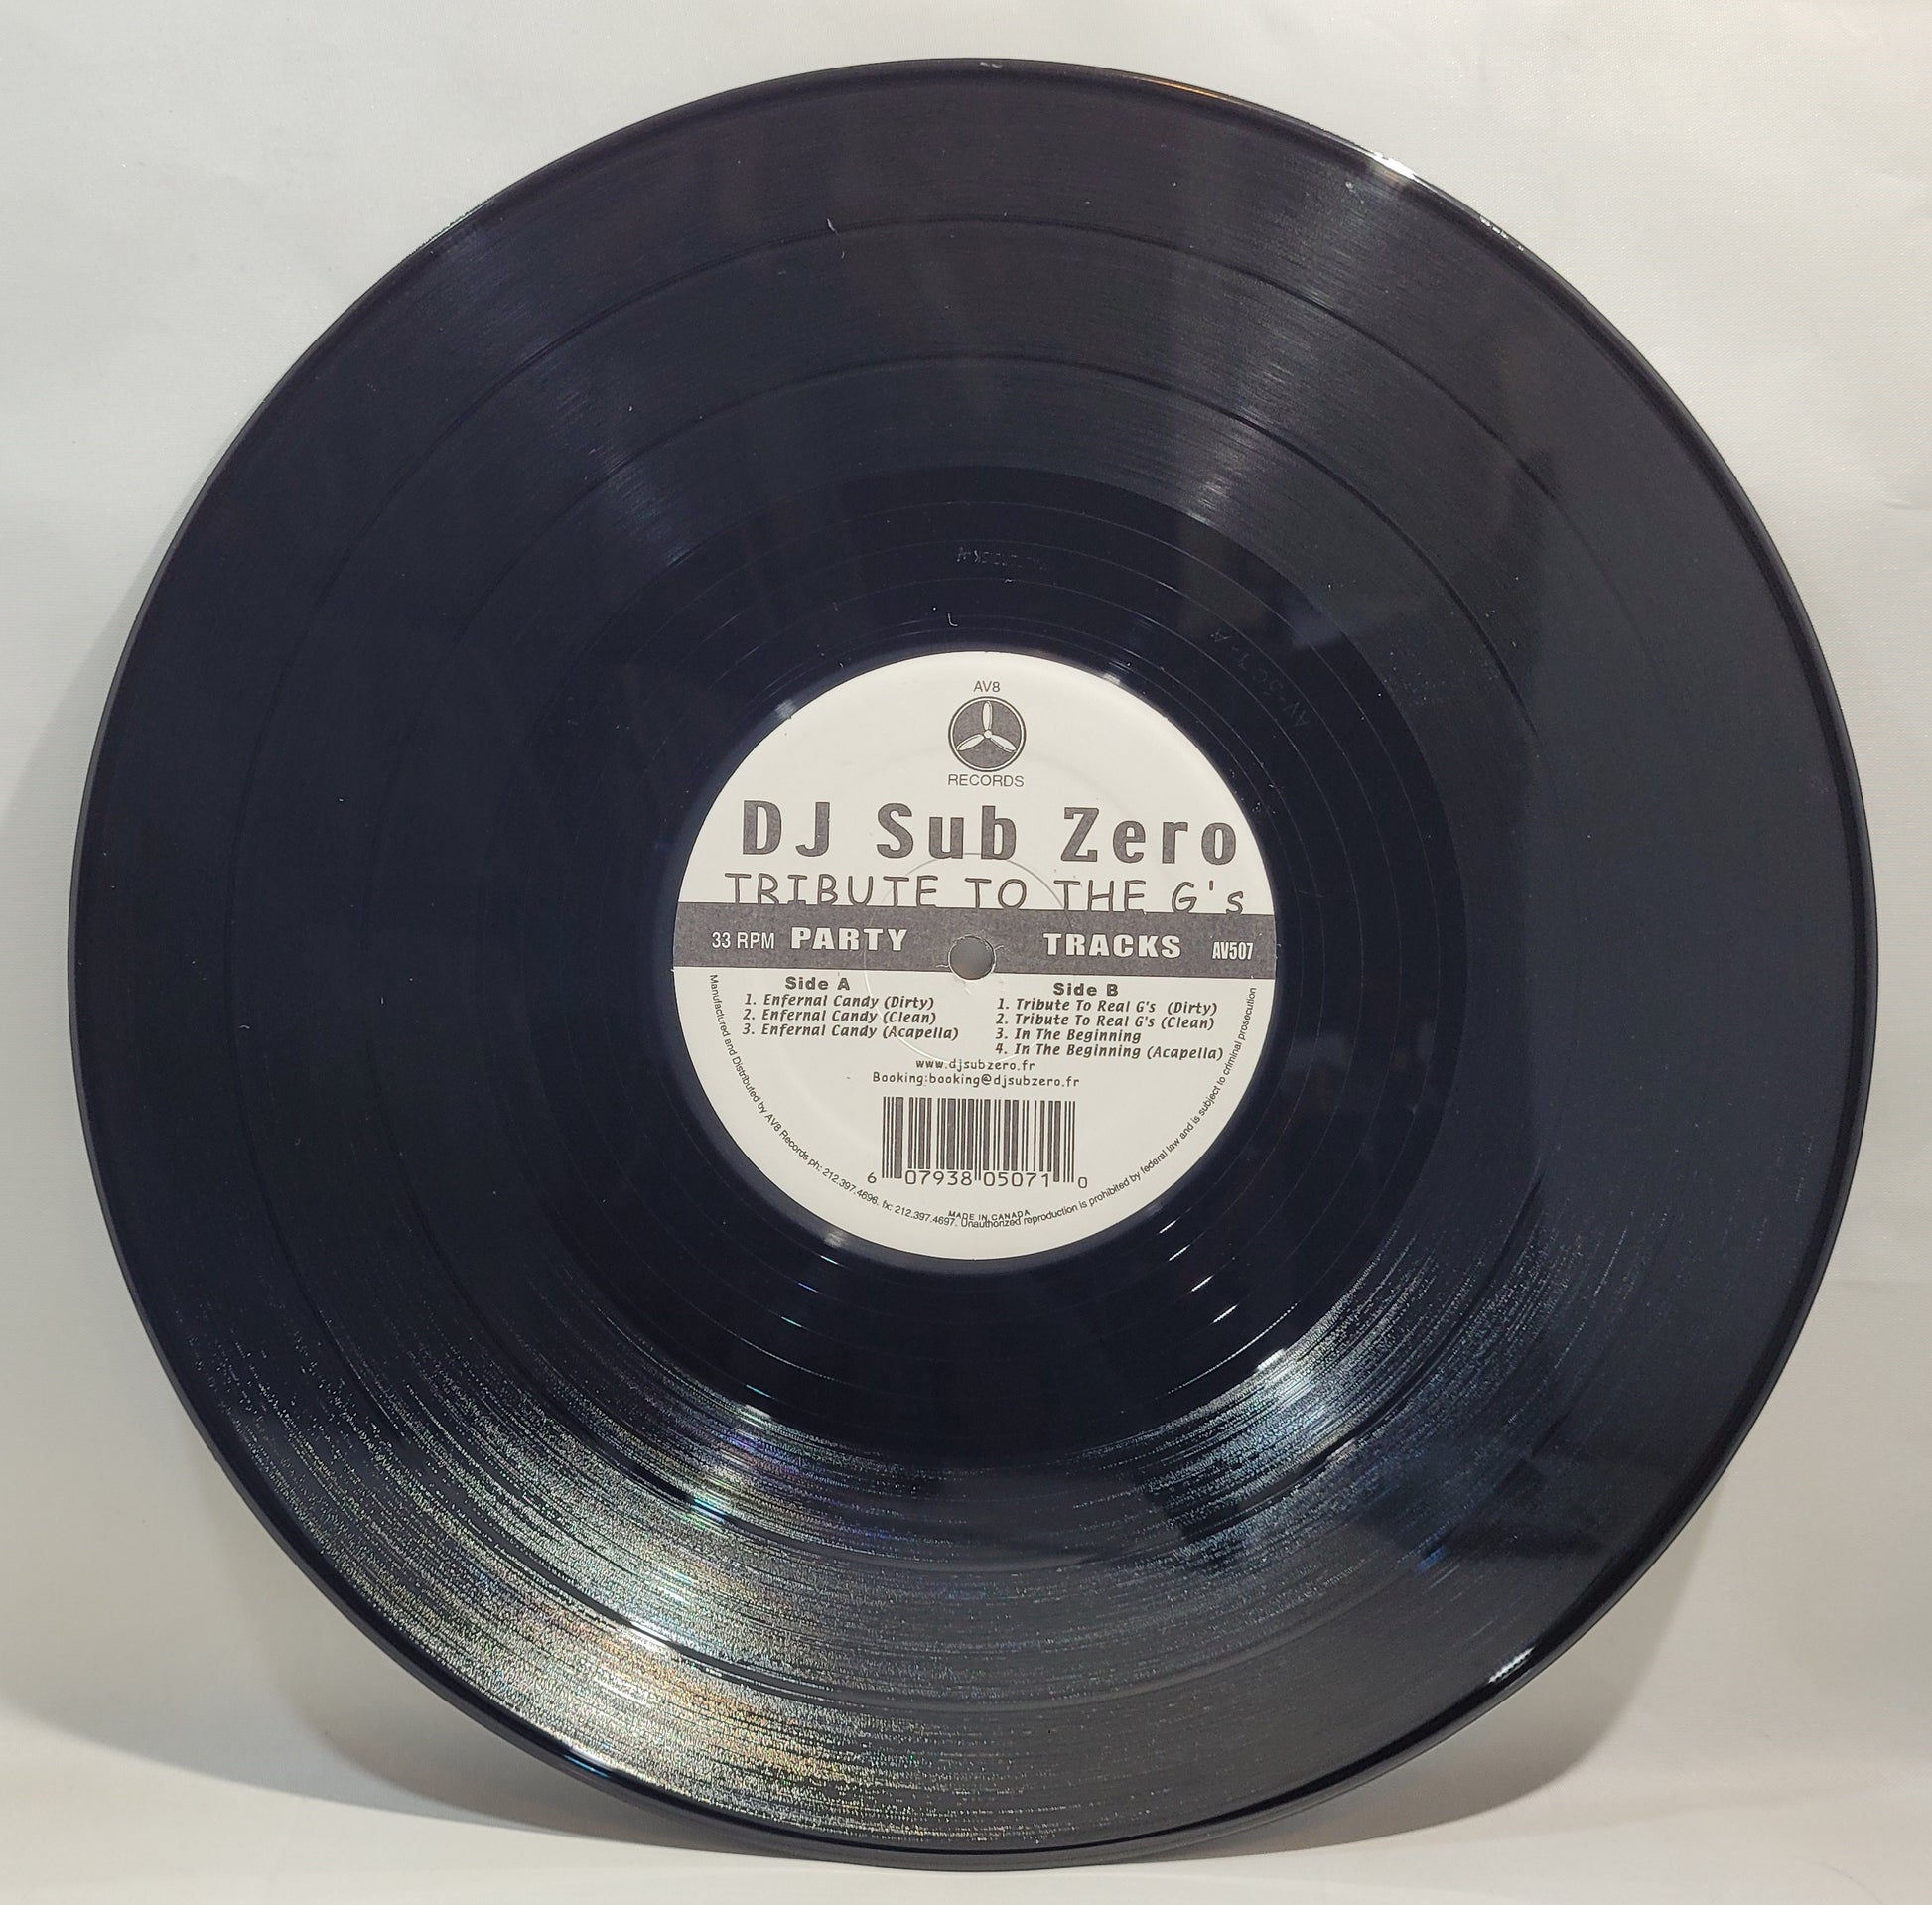 AV8
RECORDS
DJ Sub Zero
TRIBUTE TO THE G's
33 RPM PARTY TRACKS AV507
Side A
1. Enfernal Candy (Dirty)
2. Enfernal Candy (Clean)
3. Enfernal Candy (Acapella)
Side B
1. Tribute To Real G's (Dirty)
2. Tribute To Real G's (Clean)
3. In The Beginning
4. In The Beginning (Acapella)
www.djsubzero.fr
Booking:booking@djsubzero.fr
6 07938 05071 0
MADE IN CANADA
Manufactured and Distributed by AV8 Records ph: 212.397.4696. fx: 212.397.4697. Unauthorized reproduction is prohibited by federal law and is subject to criminal prosecution
AV-507-A